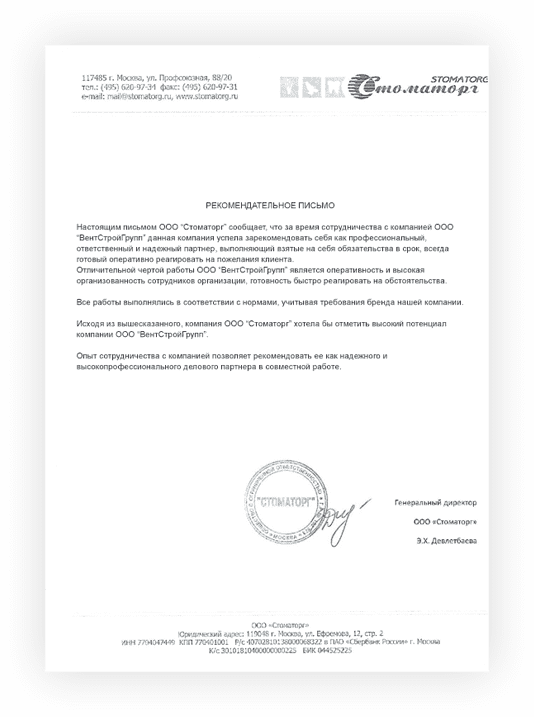 117485 г. Москва, ул. Профсоюзная, 88/20
тел.: (495) 620-97-34 факс: (495) 620-97-31
e-mail: mail@stomatorg.ru, www.stomatorg.ru
STOMATORG
Стоматорг
РЕКОМЕНДАТЕЛЬНОЕ ПИСЬМО
Настоящим письмом ООО "Стоматорг" сообщает, что за время сотрудничества с компанией ООО
"ВентСтройГрупп" данная компания успела зарекомендовать себя как профессиональный,
ответственный и надежный партнер, выполняющий взятые на себя обязательства в срок, всегда
готовый оперативно реагировать на пожелания клиента.
Отличительной чертой работы ООО "ВентСтройГрупп" является оперативность и высокая
организованность сотрудников организации, готовность быстро реагировать на обстоятельства.
Все работы выполнялись в соответствии с нормами, учитывая требования бренда нашей компании.
Исходя из вышесказанного, компания ООО "Стоматорг" хотела бы отметить высокий потенциал
компании ООО "ВентСтройГрупп".
Опыт сотрудничества с компанией позволяет рекомендовать ее как надежного и
высокопрофессионального делового партнера в совместной работе.
"СТОМАТОРГ"
МОСКВА
Генеральный директор
ООО «Стоматорг»
Э.Х. Девлетбаева
ООО «Стоматорг»
Юридический адрес: 119048 г. Москва, ул. Ефремова, 12, стр. 2
ИНН 7704047449 КПП 770401001 Р/с 40702810138000068322 в ПАО «Сбербанк России» г. Москва
К/с 30101810400000000225 БИК 044525225